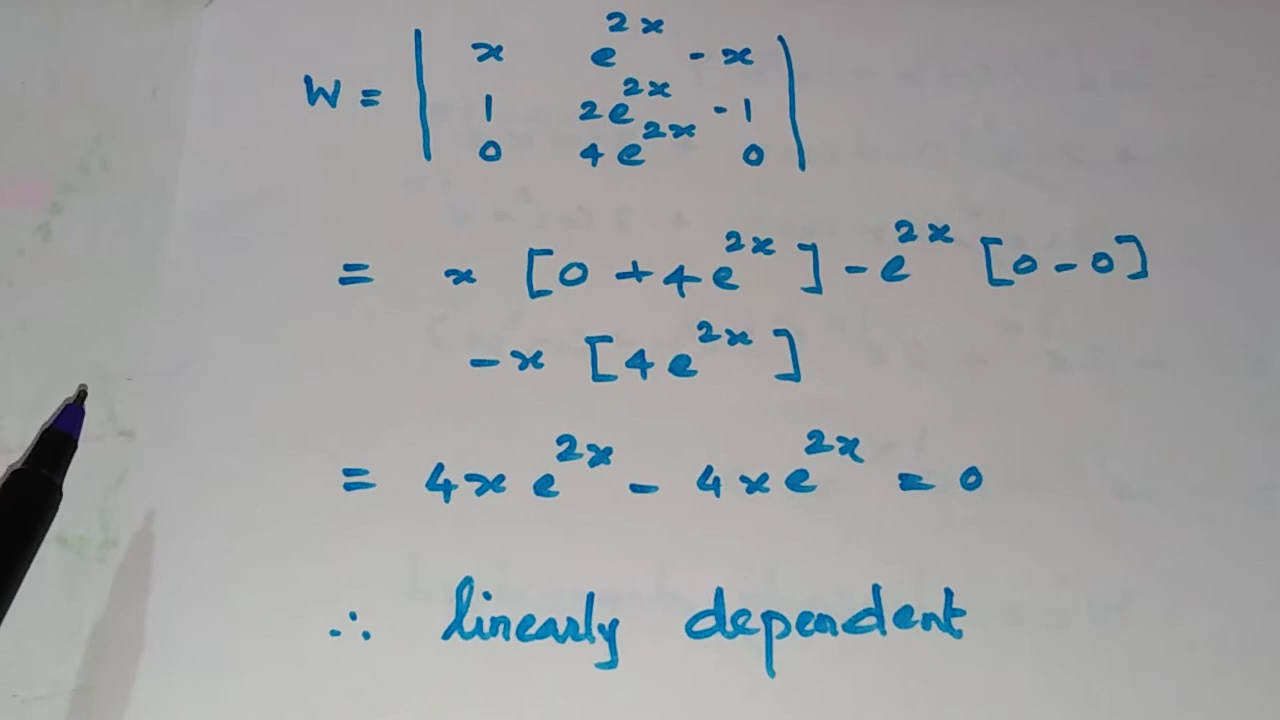 W = | x e^{2x} -x |
| 1 2e^{2x} -1 |
| 0 4e^{2x} 0 |
= x [0 + 4e^{2x}] - e^{2x} [0 - 0]
- x [4e^{2x}]
= 4x e^{2x} - 4x e^{2x} = 0
∴ linearly dependent